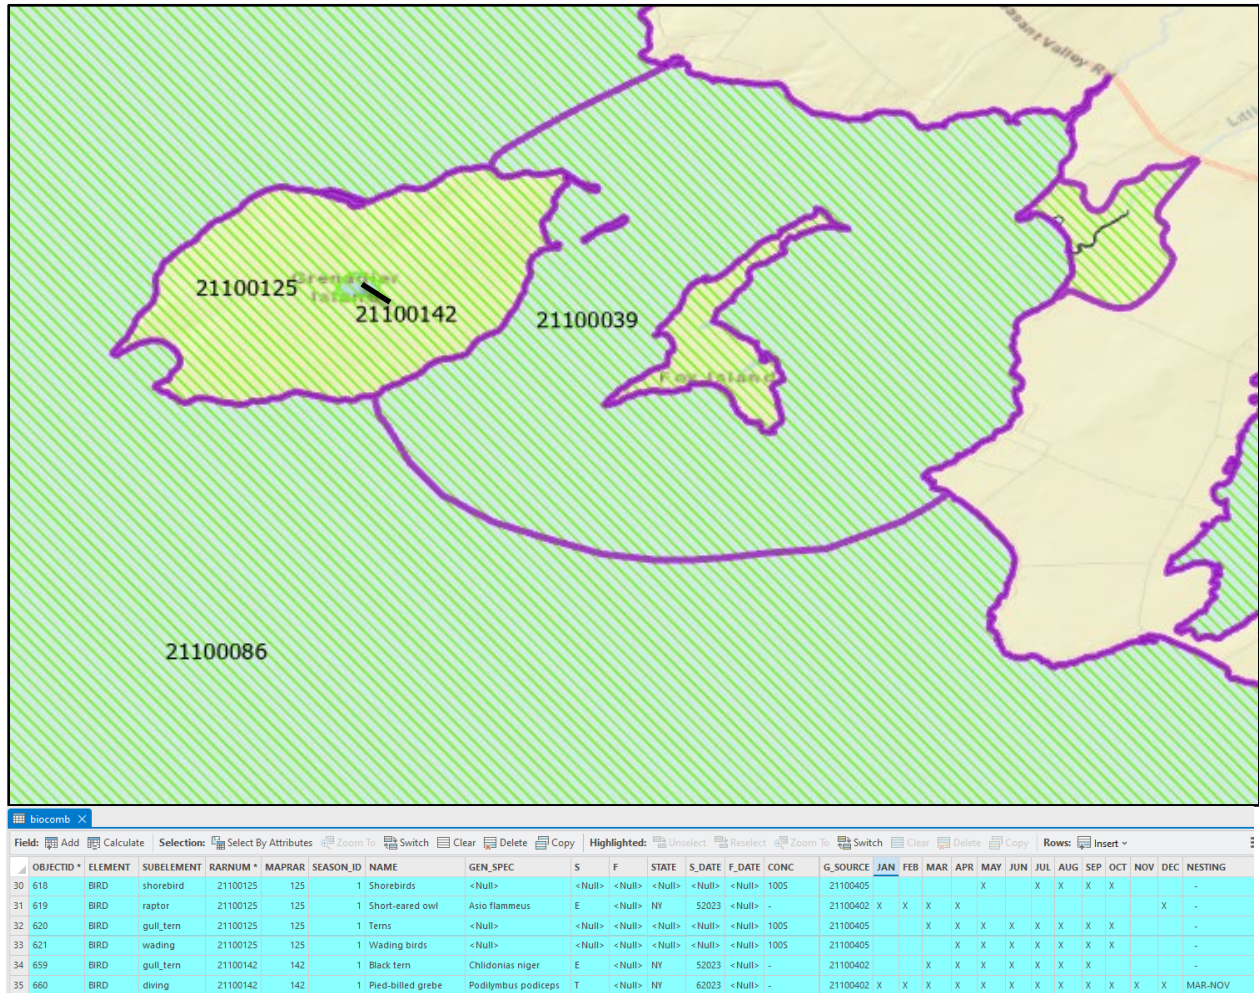 asant Valley R
Littl
Grenadier
Island
21100125
21100142
21100039
Fox Island
21100086
biocomb
Field: Add Calculate Selection: Select By Attributes Zoom To Switch Clear Delete Copy Highlighted: Unselect Reselect Zoom To Switch Clear Delete Copy Rows: Insert
OBJECTID * ELEMENT SUBELEMENT RARNUM * MAPRAR SEASON_ID NAME GEN_SPEC S F STATE S_DATE F_DATE CONC G_SOURCE JAN FEB MAR APR MAY JUN JUL AUG SEP OCT NOV DEC NESTING
30 618 BIRD shorebird 21100125 125 1 Shorebirds <Null> <Null> <Null> <Null> <Null> <Null> 100S 21100405 X X X X X -
31 619 BIRD raptor 21100125 125 1 Short-eared owl Asio flammeus E <Null> NY 52023 <Null> - 21100402 X X X X X -
32 620 BIRD gull_tern 21100125 125 1 Terns <Null> <Null> <Null> <Null> <Null> <Null> 100S 21100405 X X X X X X X X -
33 621 BIRD wading 21100125 125 1 Wading birds <Null> <Null> <Null> <Null> <Null> <Null> 100S 21100405 X X X X X X X -
34 659 BIRD gull_tern 21100142 142 1 Black tern Chlidonias niger E <Null> NY 52023 <Null> - 21100402 X X X X X X X -
35 660 BIRD diving 21100142 142 1 Pied-billed grebe Podilymbus podiceps T <Null> NY 62023 <Null> - 21100402 X X X X X X X X X X X X MAR-NOV